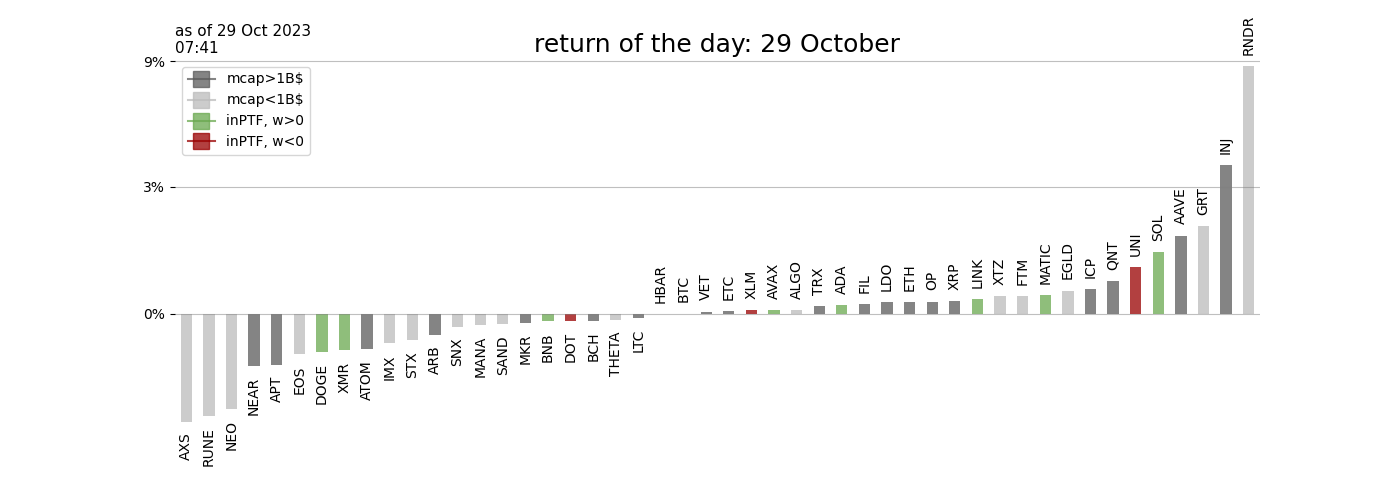 as of 29 Oct 2023
07:41
return of the day: 29 October
9%
3%
0%
mcap>1B$
mcap<1B$
inPTF, w>0
inPTF, w<0
AXS
RUNE
NEO
NEAR
APT
EOS
DOGE
XMR
ATOM
IMX
STX
ARB
SNX
MANA
SAND
MKR
BNB
DOT
BCH
THETA
LTC
HBAR
BTC
VET
ETC
XLM
AVAX
ALGO
TRX
ADA
FIL
LDO
ETH
OP
XRP
LINK
XTZ
FTM
MATIC
EGLD
ICP
QNT
UNI
SOL
AAVE
GRT
INJ
RNDR